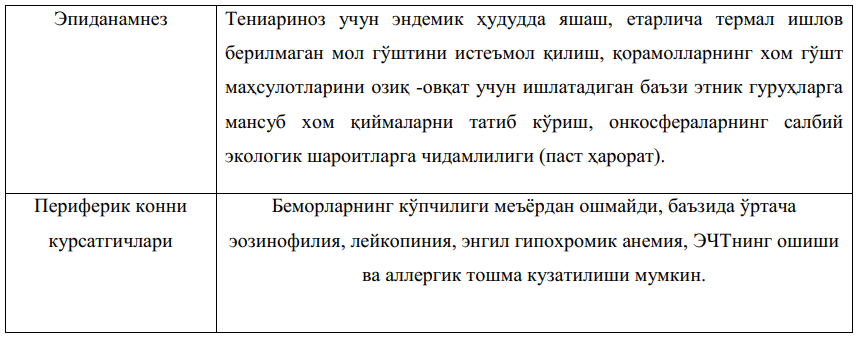 Эпиданамнез
Тениариноз учун эндемик ҳудудда яшаш, етарлича термал ишлов
берилмаган мол гўштини истеъмол қилиш, қорамолларнинг хом гўшт
маҳсулотларини озиқ -овқат учун ишлатадиган баъзи этник гуруҳларга
мансуб хом қиймаларни татиб кўриш, онкосфераларнинг салбий
экологик шароитларга чидамлилиги (паст ҳарорат).
Периферик конни
курсатгичлари
Беморларнинг кўпчилиги меъёрдан ошмайди, баъзида ўртача
эозинофилия, лейкопиния, энгил гипохромик анемия, ЭЧТнинг ошиши
ва аллергик тошма кузатилиши мумкин.